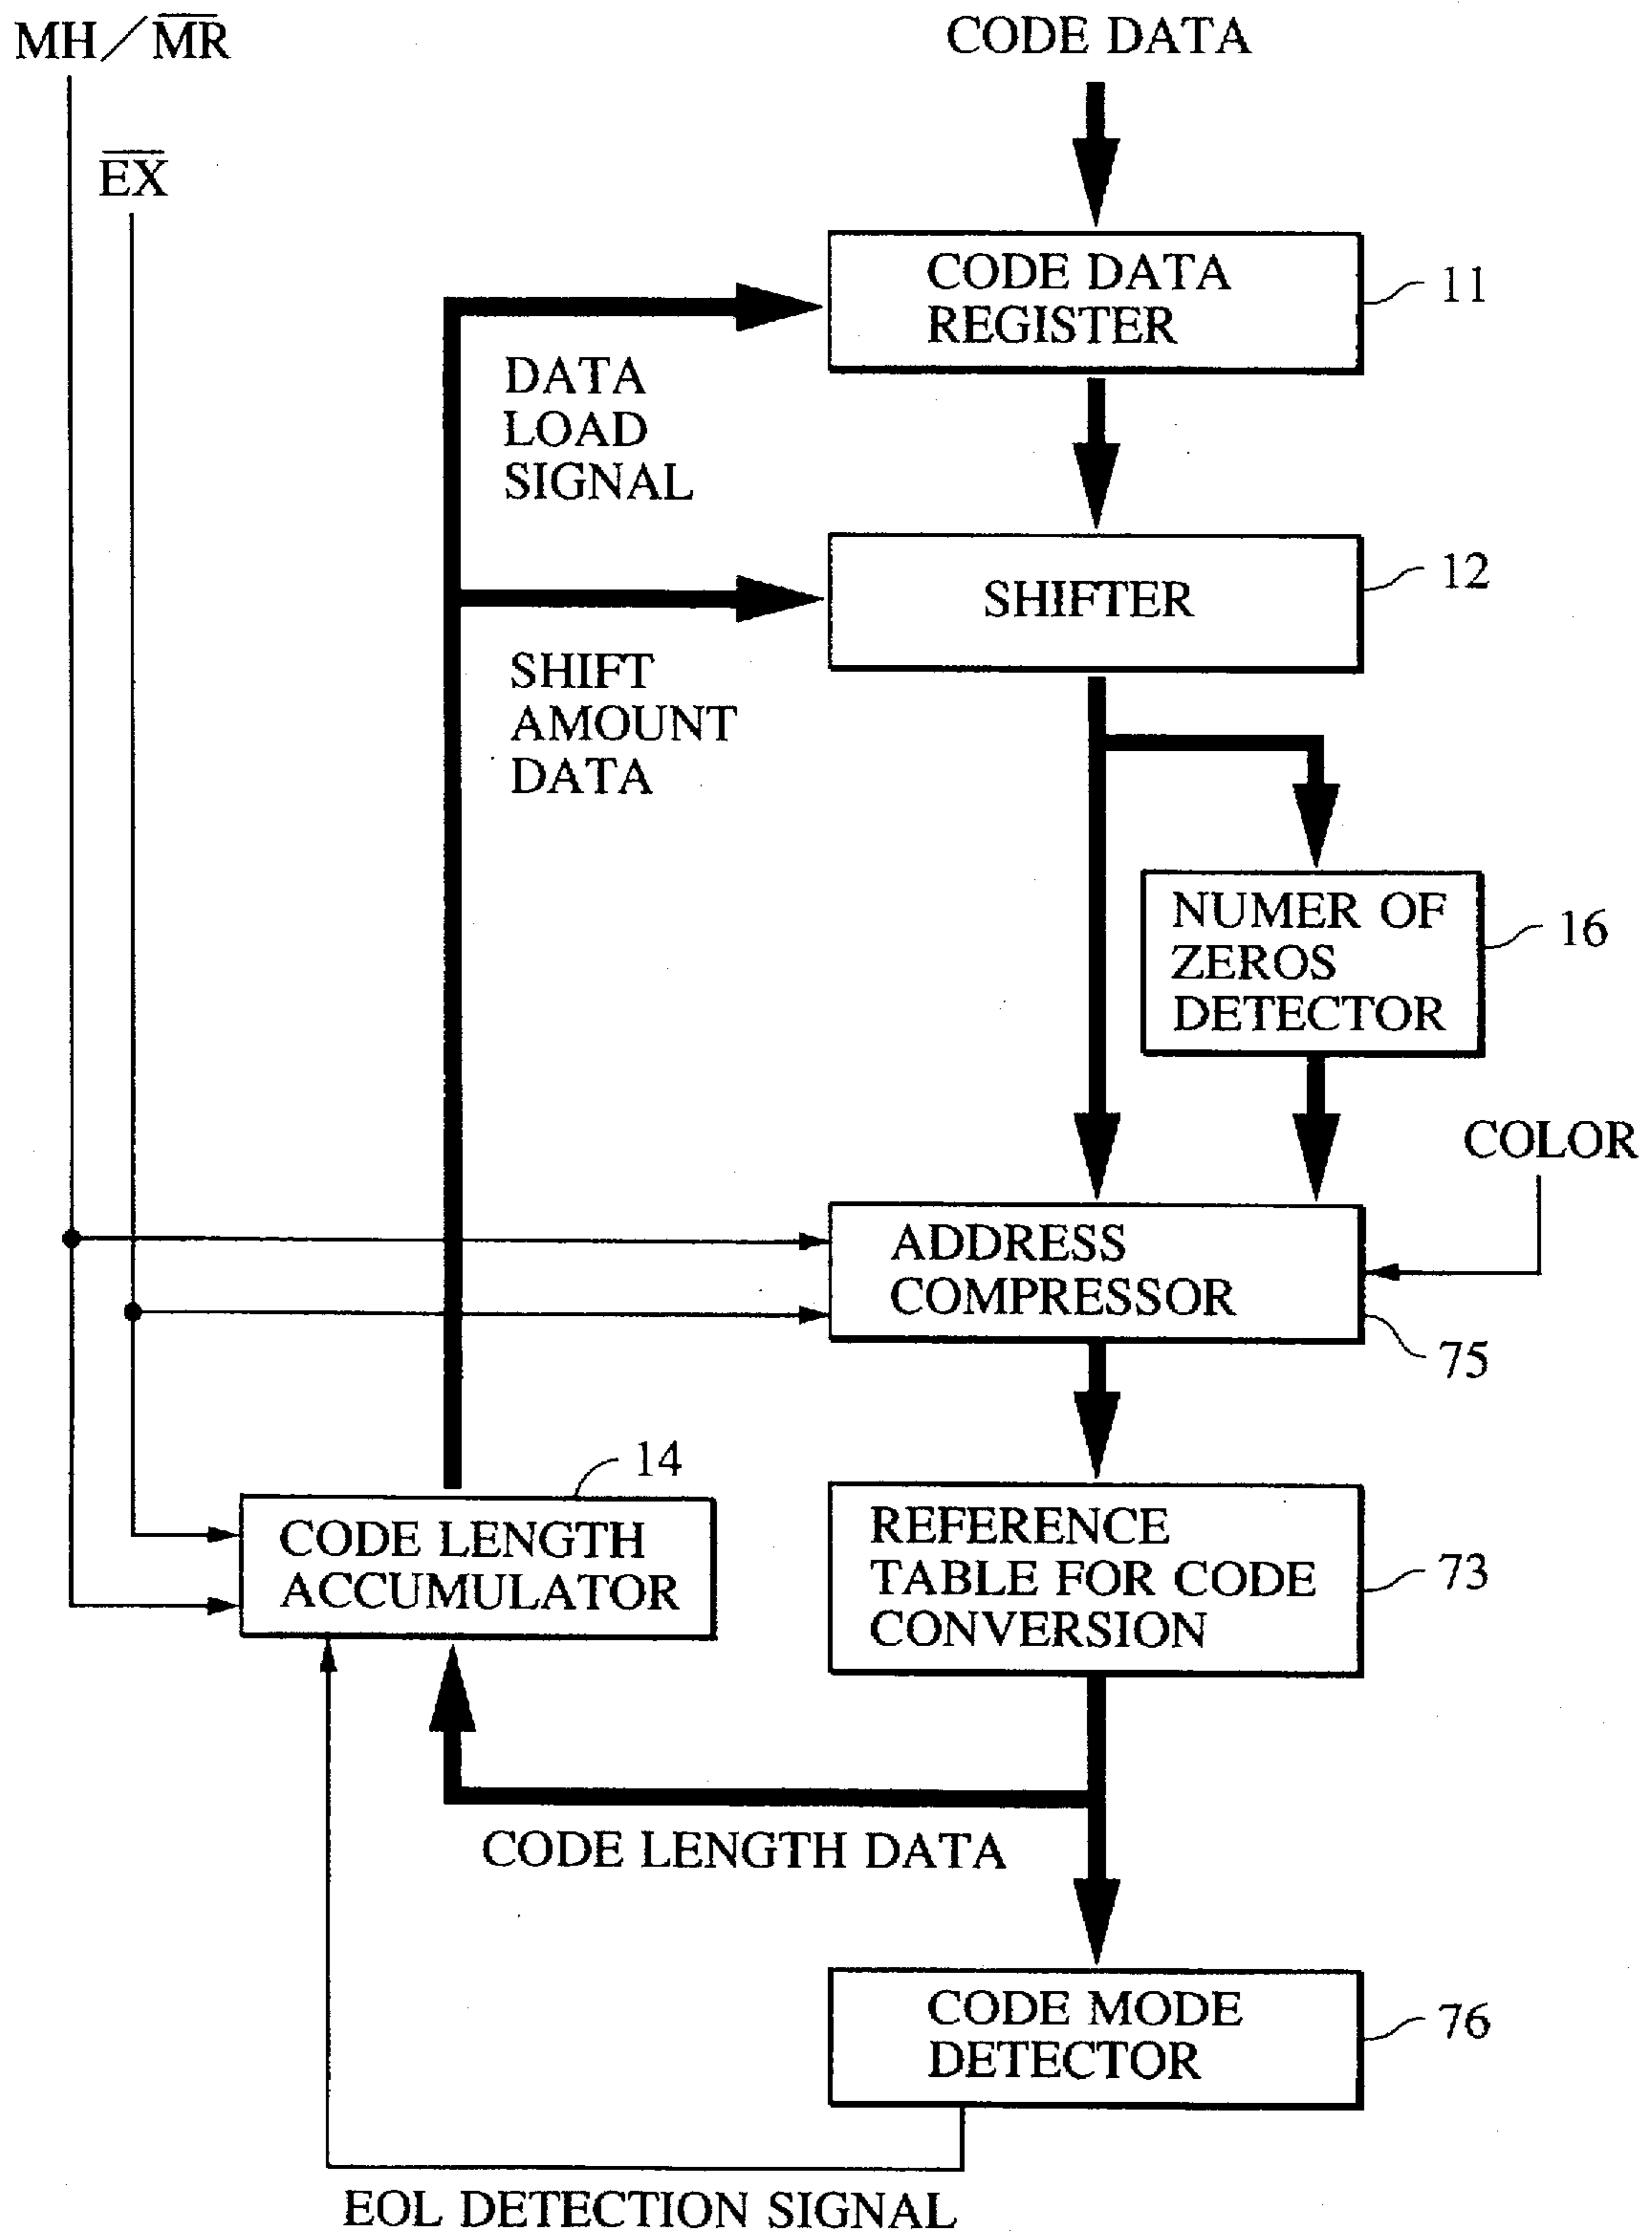 MH/M̅R̅
CODE DATA
E̅X̅
CODE DATA
REGISTER
11
DATA
LOAD
SIGNAL
SHIFTER
12
SHIFT
AMOUNT
DATA
NUMER OF
ZEROS
DETECTOR
16
COLOR
ADDRESS
COMPRESSOR
75
14
CODE LENGTH
ACCUMULATOR
REFERENCE
TABLE FOR CODE
CONVERSION
73
CODE LENGTH DATA
CODE MODE
DETECTOR
76
EOL DETECTION SIGNAL